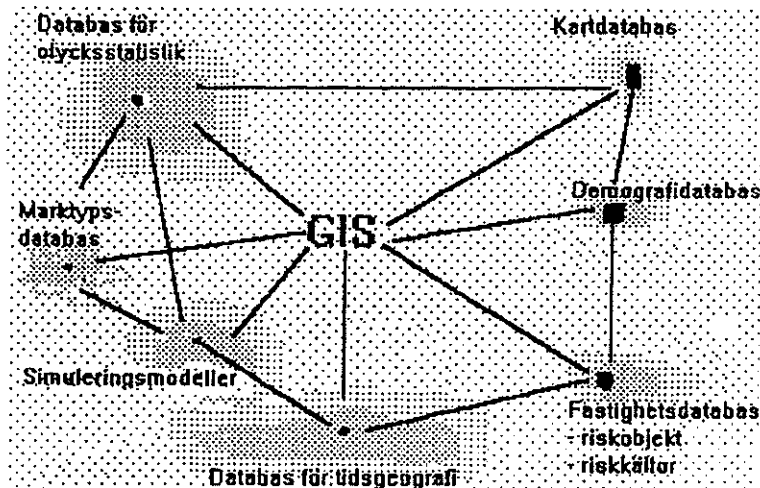 Databas för
olycksstatistik
Kartdatabas
Demografidatabas
Marktyps-
databas
GIS
Simuleringsmodeller
Fastighetsdatabas
- riskobjekt
- riskkällor
Databas för tidsgeografi